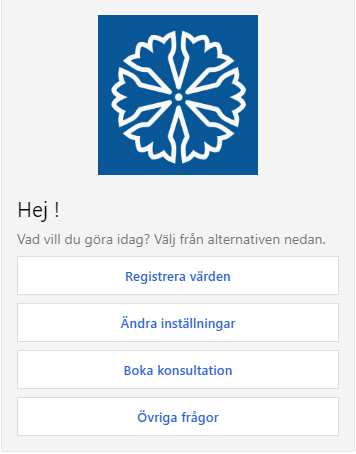 Hej !
Vad vill du göra idag? Välj från alternativen nedan.
Registrera värden
Ändra inställningar
Boka konsultation
Övriga frågor